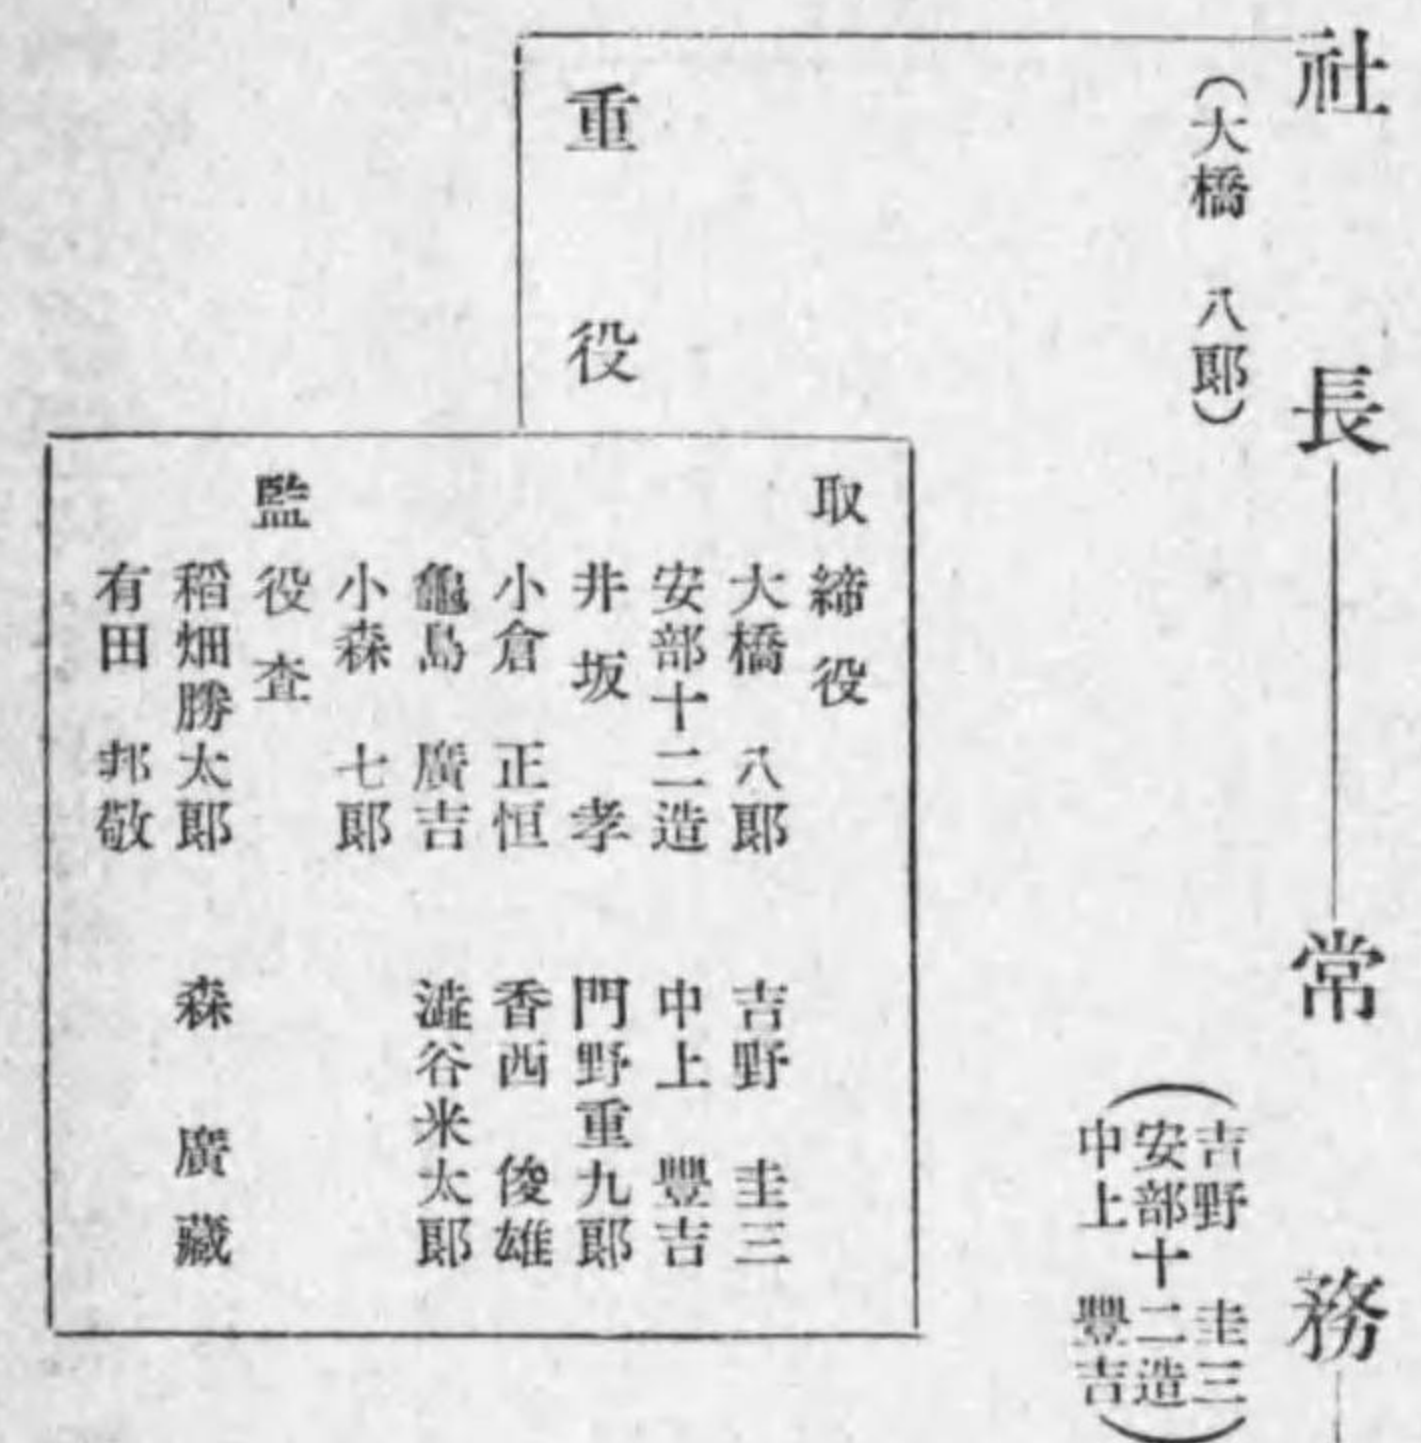 社長
(大橋 八郎)
常務
(吉野 圭三
安部十二造
中上 豐吉)
重役
取締役
大橋 八郎 吉野 圭三
安部十二造 中上 豐吉
井坂 孝 門野重九郎
小倉 正恒 香西 俊雄
龜島 廣吉 澁谷米太郎
小森 七郎
監役査
稻畑勝太郎 森 廣藏
有田 邦敬